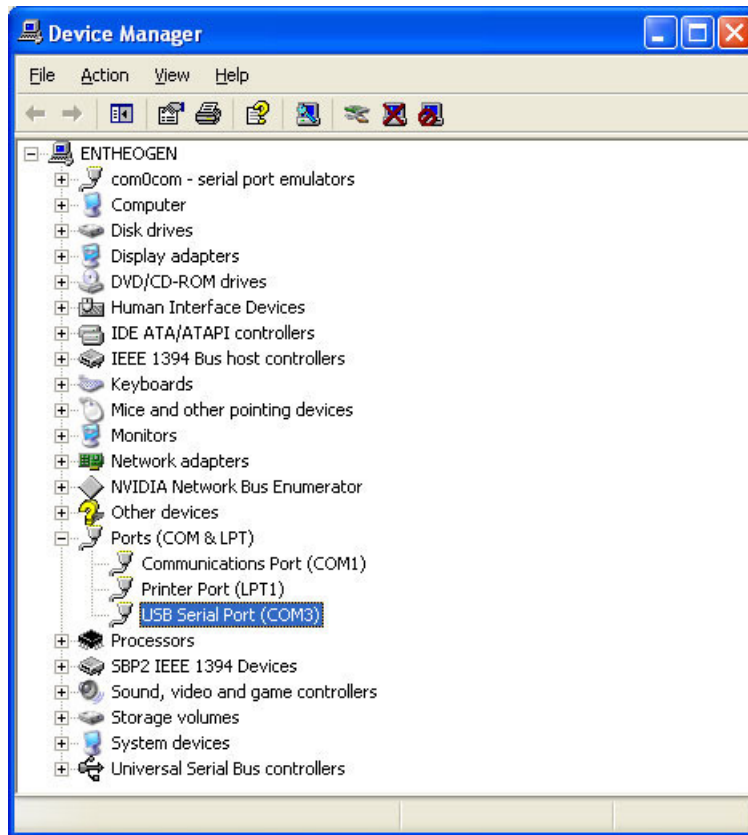 Device Manager
File Action View Help
ENTHEOGEN
com0com - serial port emulators
Computer
Disk drives
Display adapters
DVD/CD-ROM drives
Human Interface Devices
IDE ATA/ATAPI controllers
IEEE 1394 Bus host controllers
Keyboards
Mice and other pointing devices
Monitors
Network adapters
NVIDIA Network Bus Enumerator
Other devices
Ports (COM & LPT)
Communications Port (COM1)
Printer Port (LPT1)
USB Serial Port (COM3)
Processors
SBP2 IEEE 1394 Devices
Sound, video and game controllers
Storage volumes
System devices
Universal Serial Bus controllers